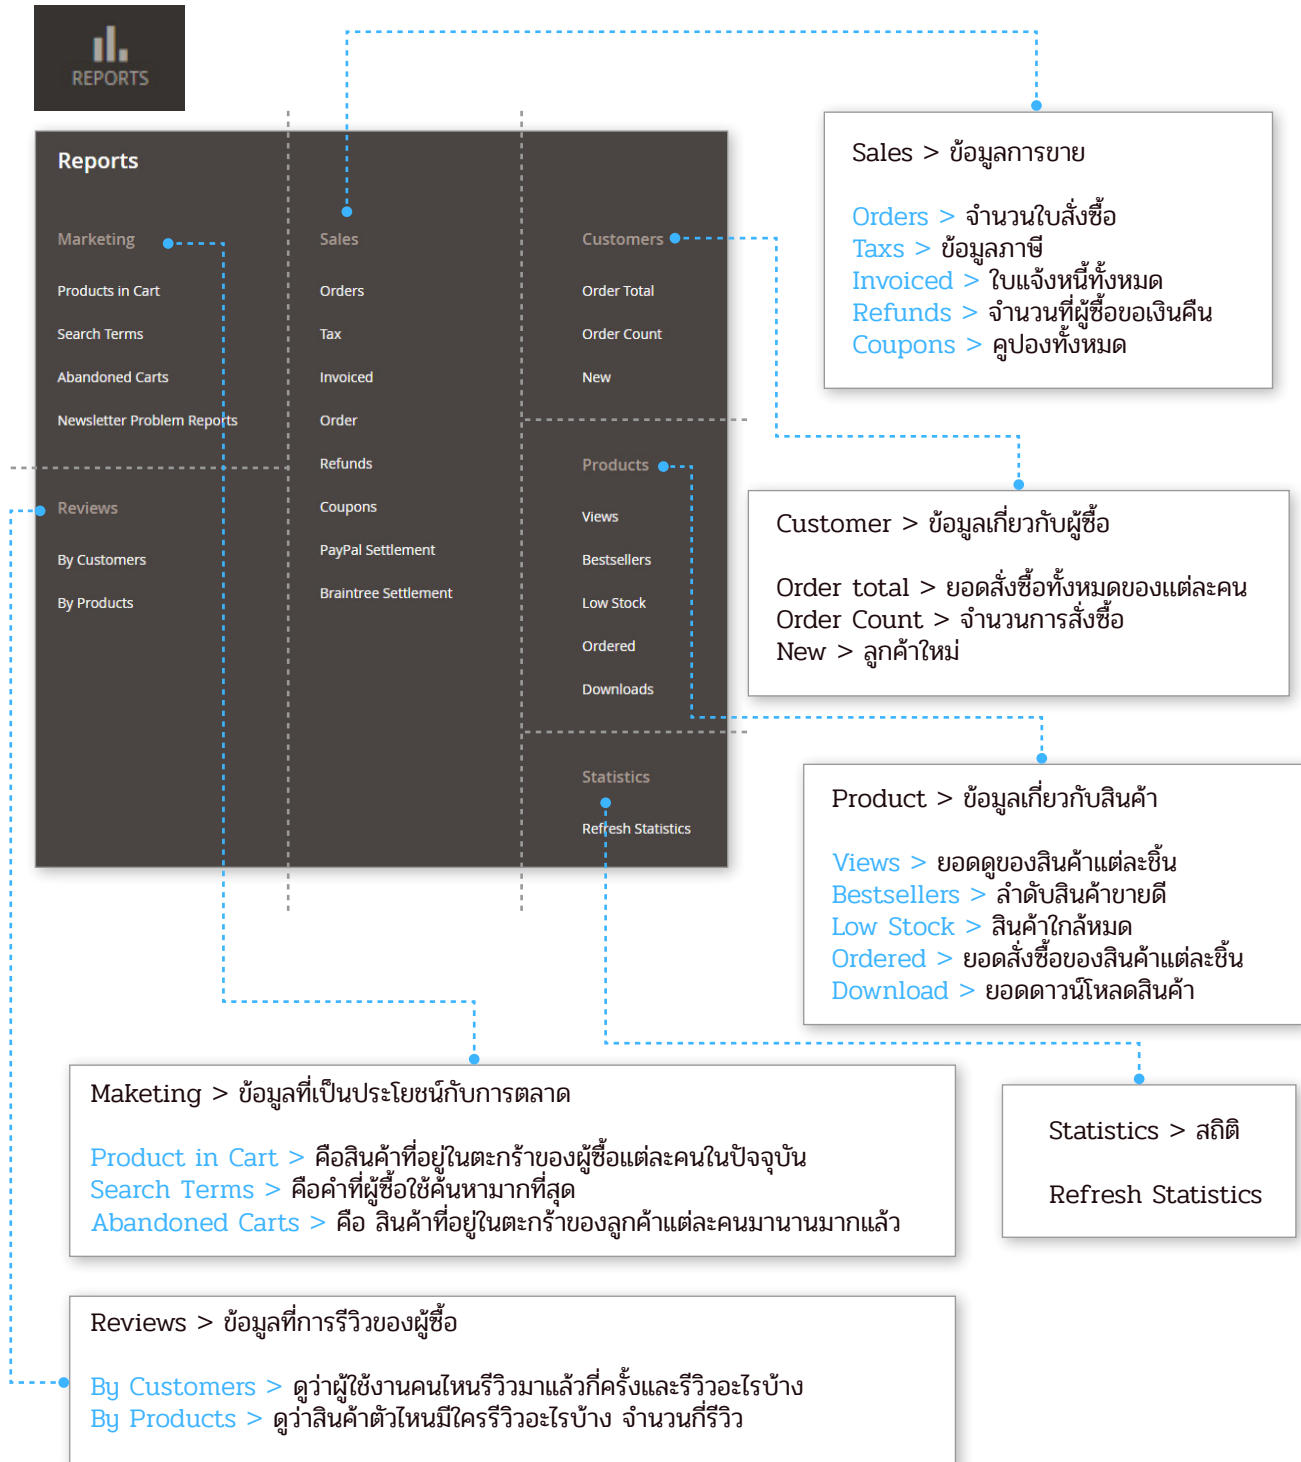 REPORTS
Reports
Marketing
Products in Cart
Search Terms
Abandoned Carts
Newsletter Problem Reports
Reviews
By Customers
By Products
Sales
Orders
Tax
Invoiced
Order
Refunds
Coupons
PayPal Settlement
Braintree Settlement
Customers
Order Total
Order Count
New
Products
Views
Bestsellers
Low Stock
Ordered
Downloads
Statistics
Refresh Statistics
Sales > ข้อมูลการขาย
Orders > จำนวนใบสั่งซื้อ
Taxs > ข้อมูลภาษี
Invoiced > ใบแจ้งหนี้ทั้งหมด
Refunds > จำนวนที่ผู้ซื้อขอเงินคืน
Coupons > คูปองทั้งหมด
Customer > ข้อมูลเกี่ยวกับผู้ซื้อ
Order total > ยอดสั่งซื้อทั้งหมดของแต่ละคน
Order Count > จำนวนการสั่งซื้อ
New > ลูกค้าใหม่
Product > ข้อมูลเกี่ยวกับสินค้า
Views > ยอดดูของสินค้าแต่ละชิ้น
Bestsellers > ลำดับสินค้าขายดี
Low Stock > สินค้าใกล้หมด
Ordered > ยอดสั่งซื้อของสินค้าแต่ละชิ้น
Download > ยอดดาวน์โหลดสินค้า
Maketing > ข้อมูลที่เป็นประโยชน์กับการตลาด
Product in Cart > คือสินค้าที่อยู่ในตะกร้าของผู้ซื้อแต่ละคนในปัจจุบัน
Search Terms > คือคำที่ผู้ซื้อใช้ค้นหามากที่สุด
Abandoned Carts > คือ สินค้าที่อยู่ในตะกร้าของลูกค้าแต่ละคนมานานมากแล้ว
Statistics > สถิติ
Refresh Statistics
Reviews > ข้อมูลที่การรีวิวของผู้ซื้อ
By Customers > ดูว่าผู้ใช้งานคนไหนรีวิวมาแล้วกี่ครั้งและรีวิวอะไรบ้าง
By Products > ดูว่าสินค้าตัวไหนมีใครรีวิวอะไรบ้าง จำนวนกี่รีวิว